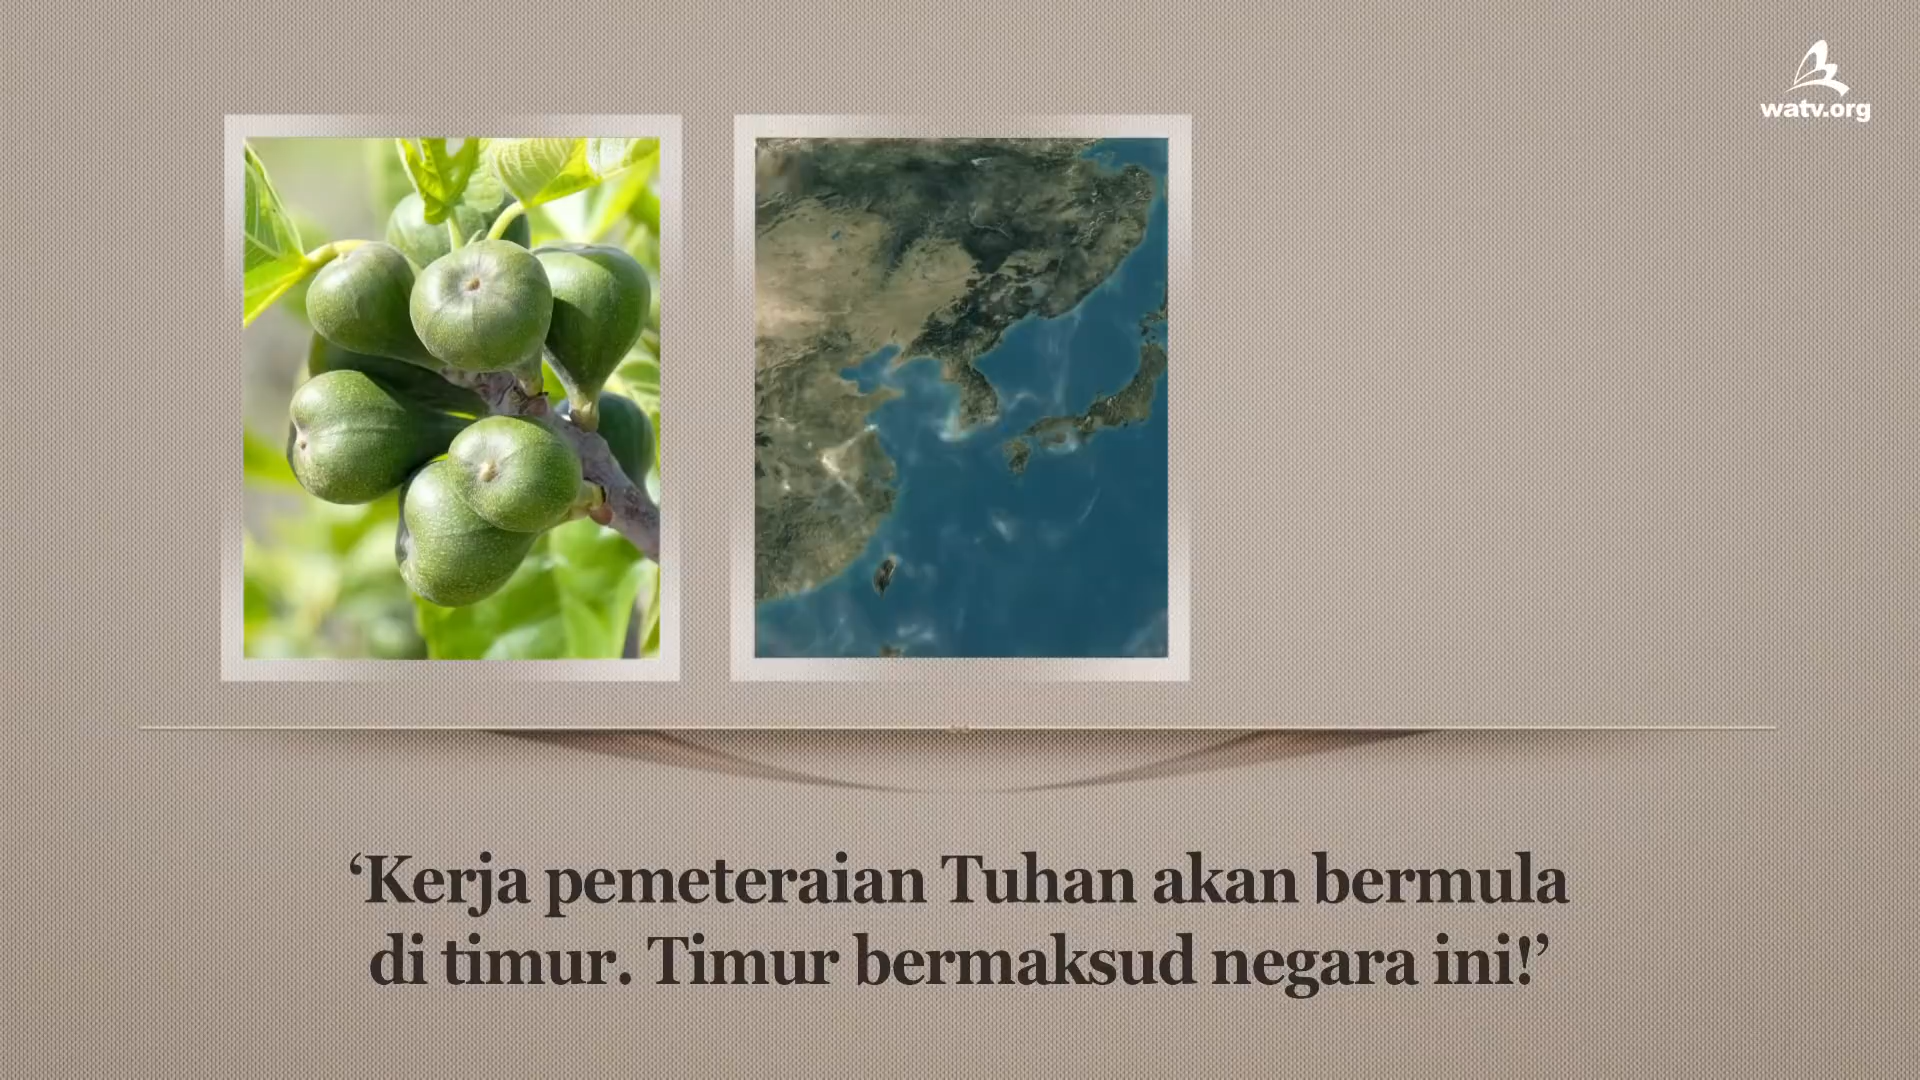 watv.org
‘Kerja pemeteraian Tuhan akan bermula
di timur. Timur bermaksud negara ini!’